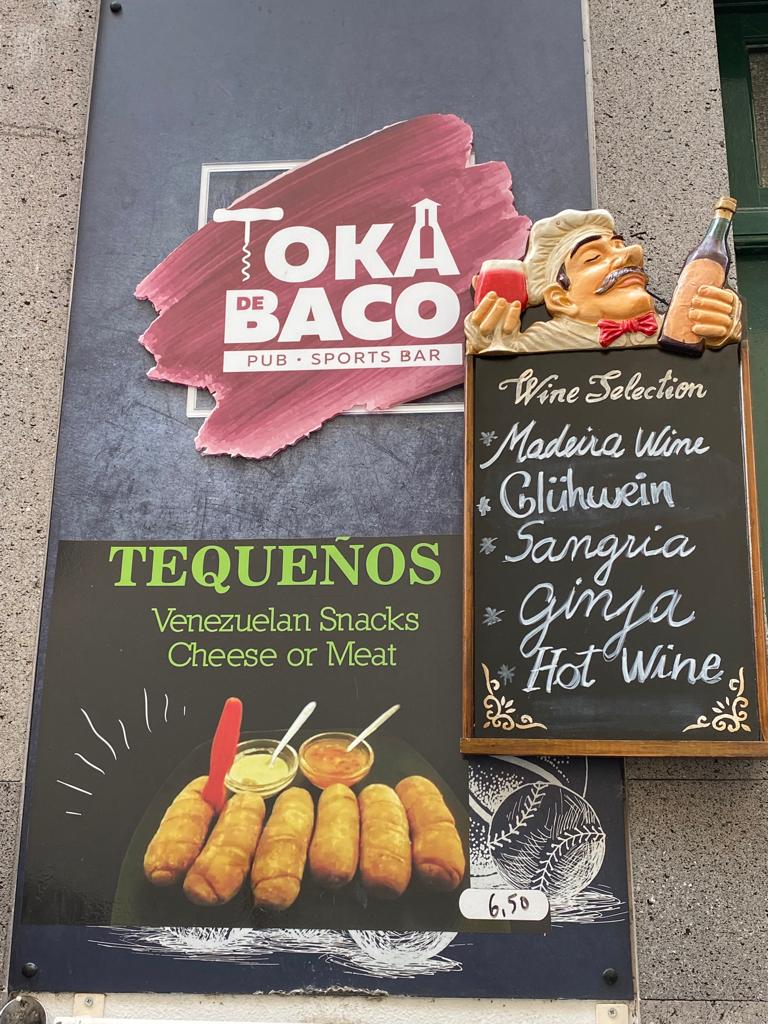 TOKA
DE
BACO
PUB · SPORTS BAR
TEQUEÑOS
Venezuelan Snacks
Cheese or Meat
6,50
Wine Selection
* Madeira Wine
* Glühwein
* Sangria
* Ginja
* Hot Wine